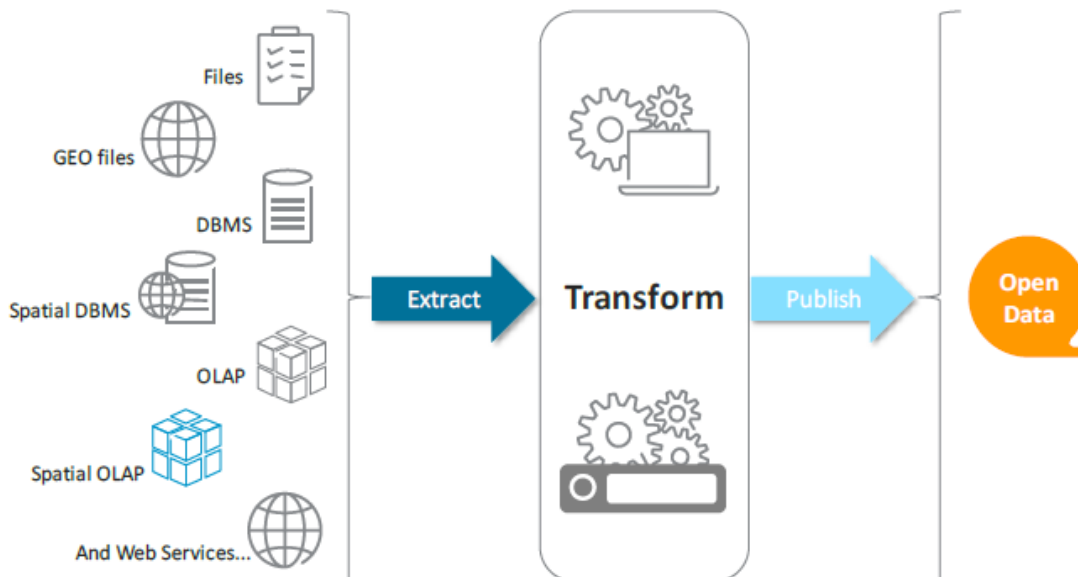 Files
GEO files
DBMS
Spatial DBMS
OLAP
Spatial OLAP
And Web Services...
Extract
Transform
Publish
Open
Data